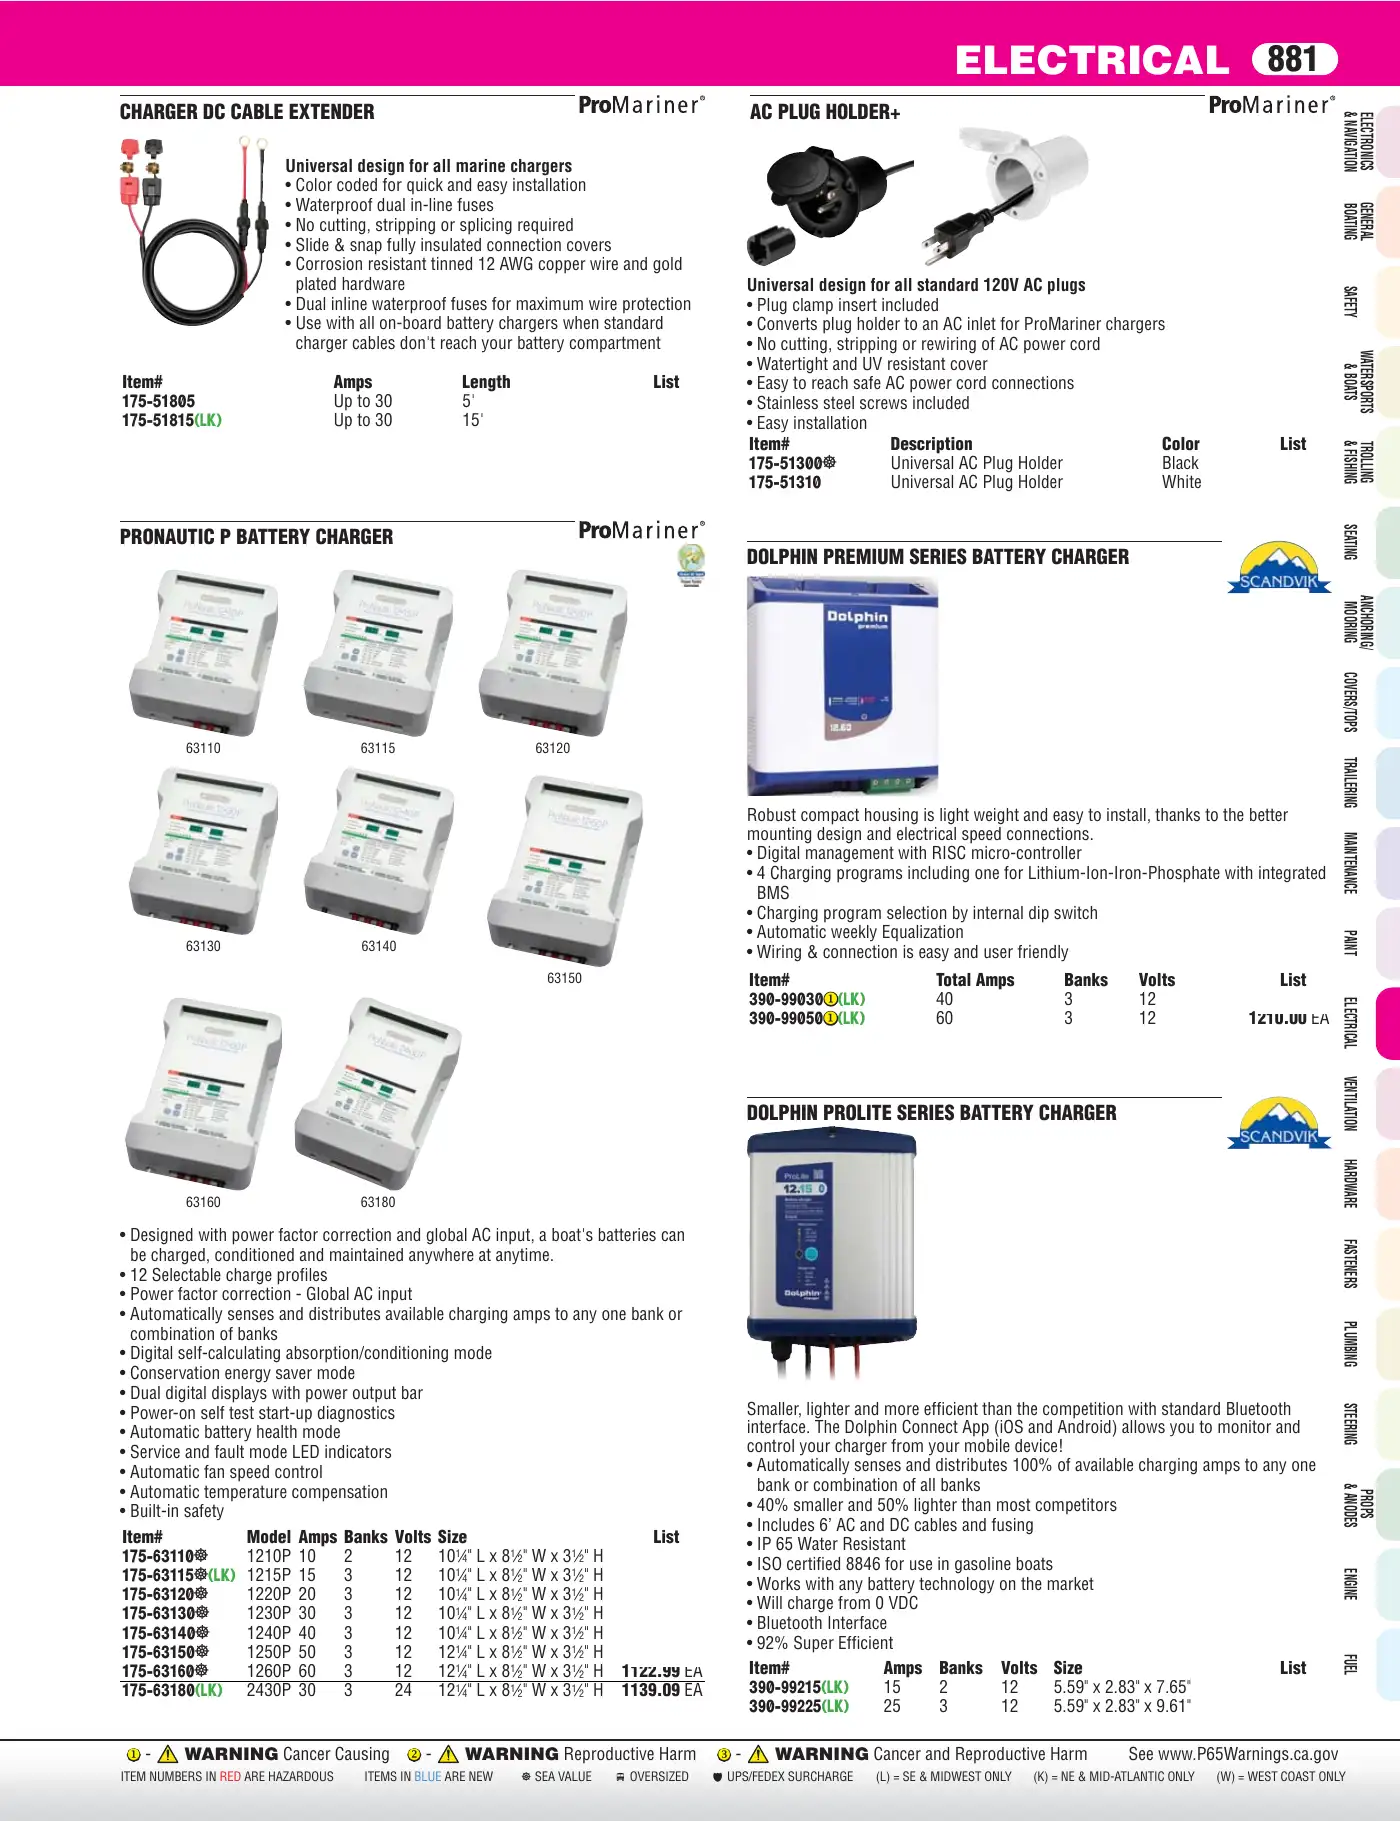 ELECTRICAL 881
CHARGER DC CABLE EXTENDER
ProMariner®
Universal design for all marine chargers
• Color coded for quick and easy installation
• Waterproof dual in-line fuses
• No cutting, stripping or splicing required
• Slide & snap fully insulated connection covers
• Corrosion resistant tinned 12 AWG copper wire and gold
plated hardware
• Dual inline waterproof fuses for maximum wire protection
• Use with all on-board battery chargers when standard
charger cables don't reach your battery compartment
Item# Amps Length List
175-51805 Up to 30 5'
175-51815(LK) Up to 30 15'
PRONAUTIC P BATTERY CHARGER
ProMariner®
63110 63115 63120
63130 63140
63150
63160 63180
• Designed with power factor correction and global AC input, a boat's batteries can
be charged, conditioned and maintained anywhere at anytime.
• 12 Selectable charge profiles
• Power factor correction - Global AC input
• Automatically senses and distributes available charging amps to any one bank or
combination of banks
• Digital self-calculating absorption/conditioning mode
• Conservation energy saver mode
• Dual digital displays with power output bar
• Power-on self test start-up diagnostics
• Automatic battery health mode
• Service and fault mode LED indicators
• Automatic fan speed control
• Automatic temperature compensation
• Built-in safety
Item# Model Amps Banks Volts Size List
175-63110☸ 1210P 10 2 12 10¼" L x 8½" W x 3½" H
175-63115☸(LK) 1215P 15 3 12 10¼" L x 8½" W x 3½" H
175-63120☸ 1220P 20 3 12 10¼" L x 8½" W x 3½" H
175-63130☸ 1230P 30 3 12 10¼" L x 8½" W x 3½" H
175-63140☸ 1240P 40 3 12 10¼" L x 8½" W x 3½" H
175-63150☸ 1250P 50 3 12 12¼" L x 8½" W x 3½" H
175-63160☸ 1260P 60 3 12 12¼" L x 8½" W x 3½" H 1122.99 EA
175-63180(LK) 2430P 30 3 24 12¼" L x 8½" W x 3½" H 1139.09 EA
AC PLUG HOLDER+
ProMariner®
Universal design for all standard 120V AC plugs
• Plug clamp insert included
• Converts plug holder to an AC inlet for ProMariner chargers
• No cutting, stripping or rewiring of AC power cord
• Watertight and UV resistant cover
• Easy to reach safe AC power cord connections
• Stainless steel screws included
• Easy installation
Item# Description Color List
175-51300☸ Universal AC Plug Holder Black
175-51310 Universal AC Plug Holder White
DOLPHIN PREMIUM SERIES BATTERY CHARGER
SCANDVIK
Dolphin
premium
12.60
Robust compact housing is light weight and easy to install, thanks to the better
mounting design and electrical speed connections.
• Digital management with RISC micro-controller
• 4 Charging programs including one for Lithium-Ion-Iron-Phosphate with integrated
BMS
• Charging program selection by internal dip switch
• Automatic weekly Equalization
• Wiring & connection is easy and user friendly
Item# Total Amps Banks Volts List
390-99030①(LK) 40 3 12
390-99050①(LK) 60 3 12 1210.00 EA
DOLPHIN PROLITE SERIES BATTERY CHARGER
SCANDVIK
ProLite
12.15
Dolphin
Smaller, lighter and more efficient than the competition with standard Bluetooth
interface. The Dolphin Connect App (iOS and Android) allows you to monitor and
control your charger from your mobile device!
• Automatically senses and distributes 100% of available charging amps to any one
bank or combination of all banks
• 40% smaller and 50% lighter than most competitors
• Includes 6’ AC and DC cables and fusing
• IP 65 Water Resistant
• ISO certified 8846 for use in gasoline boats
• Works with any battery technology on the market
• Will charge from 0 VDC
• Bluetooth Interface
• 92% Super Efficient
Item# Amps Banks Volts Size List
390-99215(LK) 15 2 12 5.59" x 2.83" x 7.65"
390-99225(LK) 25 3 12 5.59" x 2.83" x 9.61"
ELECTRONICS
& NAVIGATION
GENERAL
BOATING
SAFETY
WATERSPORTS
& BOATS
TROLLING
& FISHING
SEATING
ANCHORING/
MOORING
COVERS/TOPS
TRAILERING
MAINTENANCE
PAINT
ELECTRICAL
VENTILATION
HARDWARE
FASTENERS
PLUMBING
STEERING
PROPS
& ANODES
ENGINE
FUEL
① - ⚠ WARNING Cancer Causing ② - ⚠ WARNING Reproductive Harm ③ - ⚠ WARNING Cancer and Reproductive Harm See www.P65Warnings.ca.gov
ITEM NUMBERS IN RED ARE HAZARDOUS ITEMS IN BLUE ARE NEW ☸ SEA VALUE OVERSIZED UPS/FEDEX SURCHARGE (L) = SE & MIDWEST ONLY (K) = NE & MID-ATLANTIC ONLY (W) = WEST COAST ONLY